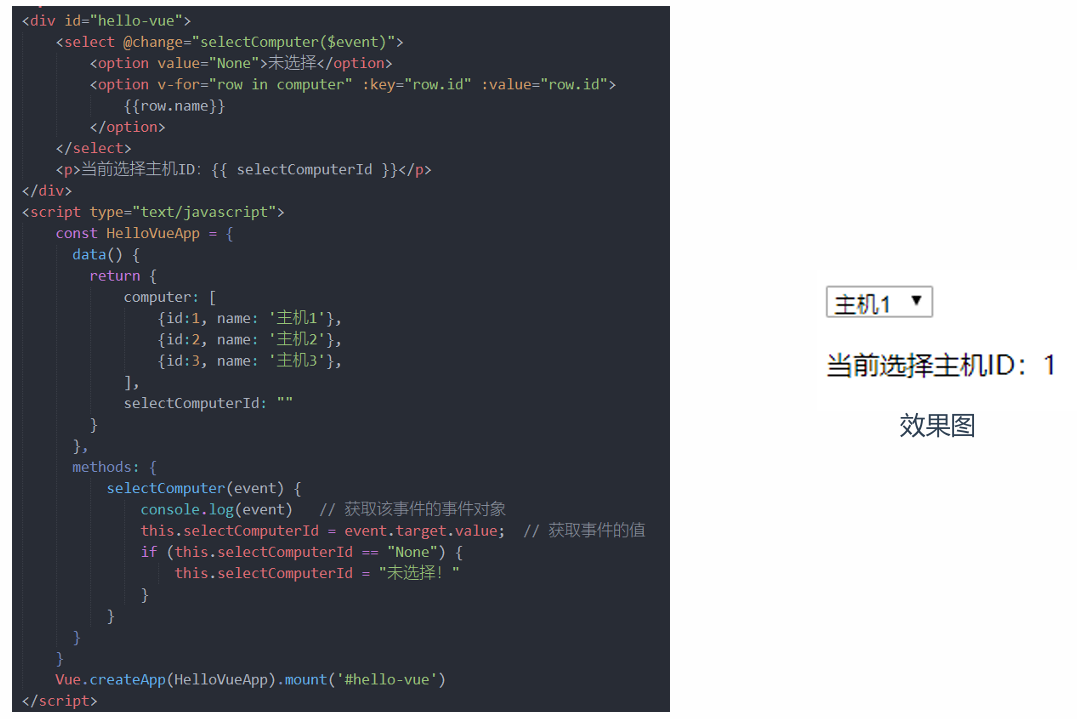 <div id="hello-vue">
    <select @change="selectComputer($event)">
        <option value="None">未选择</option>
        <option v-for="row in computer" :key="row.id" :value="row.id">
            {{row.name}}
        </option>
    </select>
    <p>当前选择主机ID：{{ selectComputerId }}</p>
</div>
<script type="text/javascript">
    const HelloVueApp = {
      data() {
        return {
            computer: [
                {id:1, name: '主机1'},
                {id:2, name: '主机2'},
                {id:3, name: '主机3'},
            ],
            selectComputerId: ""
        }
      },
      methods: {
          selectComputer(event) {
              console.log(event)   // 获取该事件的事件对象
              this.selectComputerId = event.target.value;  // 获取事件的值
              if (this.selectComputerId == "None") {
                  this.selectComputerId = "未选择！"
              }
          }
      }
    }
    Vue.createApp(HelloVueApp).mount('#hello-vue')
</script>
主机1 ▼
当前选择主机ID：1
效果图